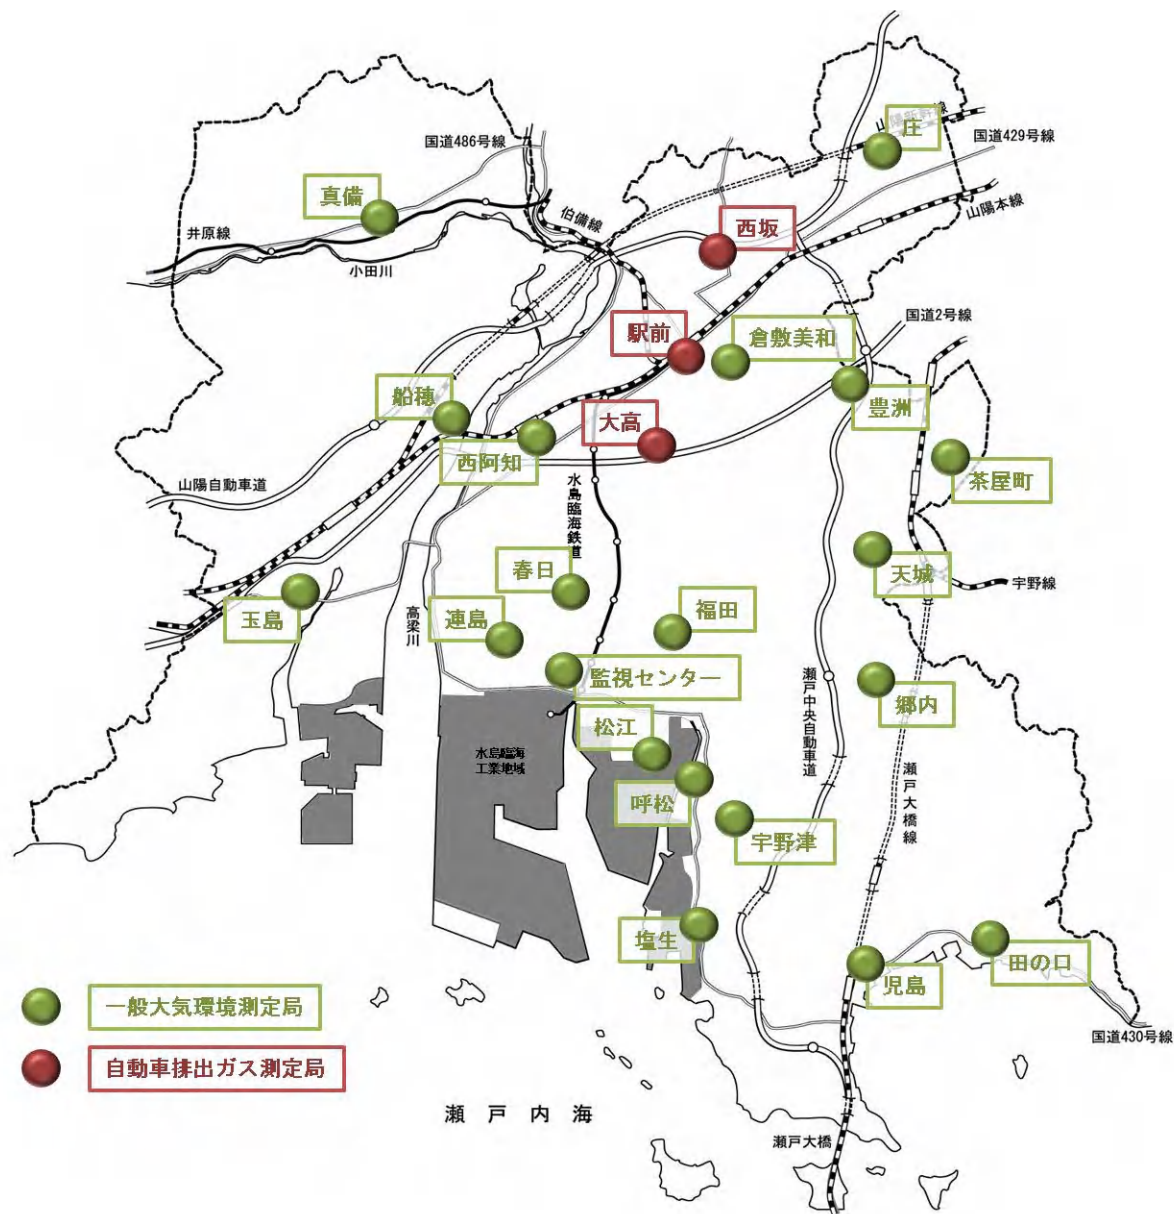 庄
山陽新幹線
国道429号線
国道486号線
真備
伯備線
山陽本線
西坂
井原線
小田川
国道2号線
駅前
倉敷美和
船穂
豊洲
大高
西阿知
茶屋町
山陽自動車道
水島臨海鉄道
天城
春日
宇野線
玉島
連島
福田
高梁川
監視センター
瀬戸中央自動車道
郷内
松江
水島臨海
工業地域
瀬戸大橋線
呼松
宇野津
塩生
田の口
児島
一般大気環境測定局
国道430号線
自動車排出ガス測定局
瀬戸内海
瀬戸大橋